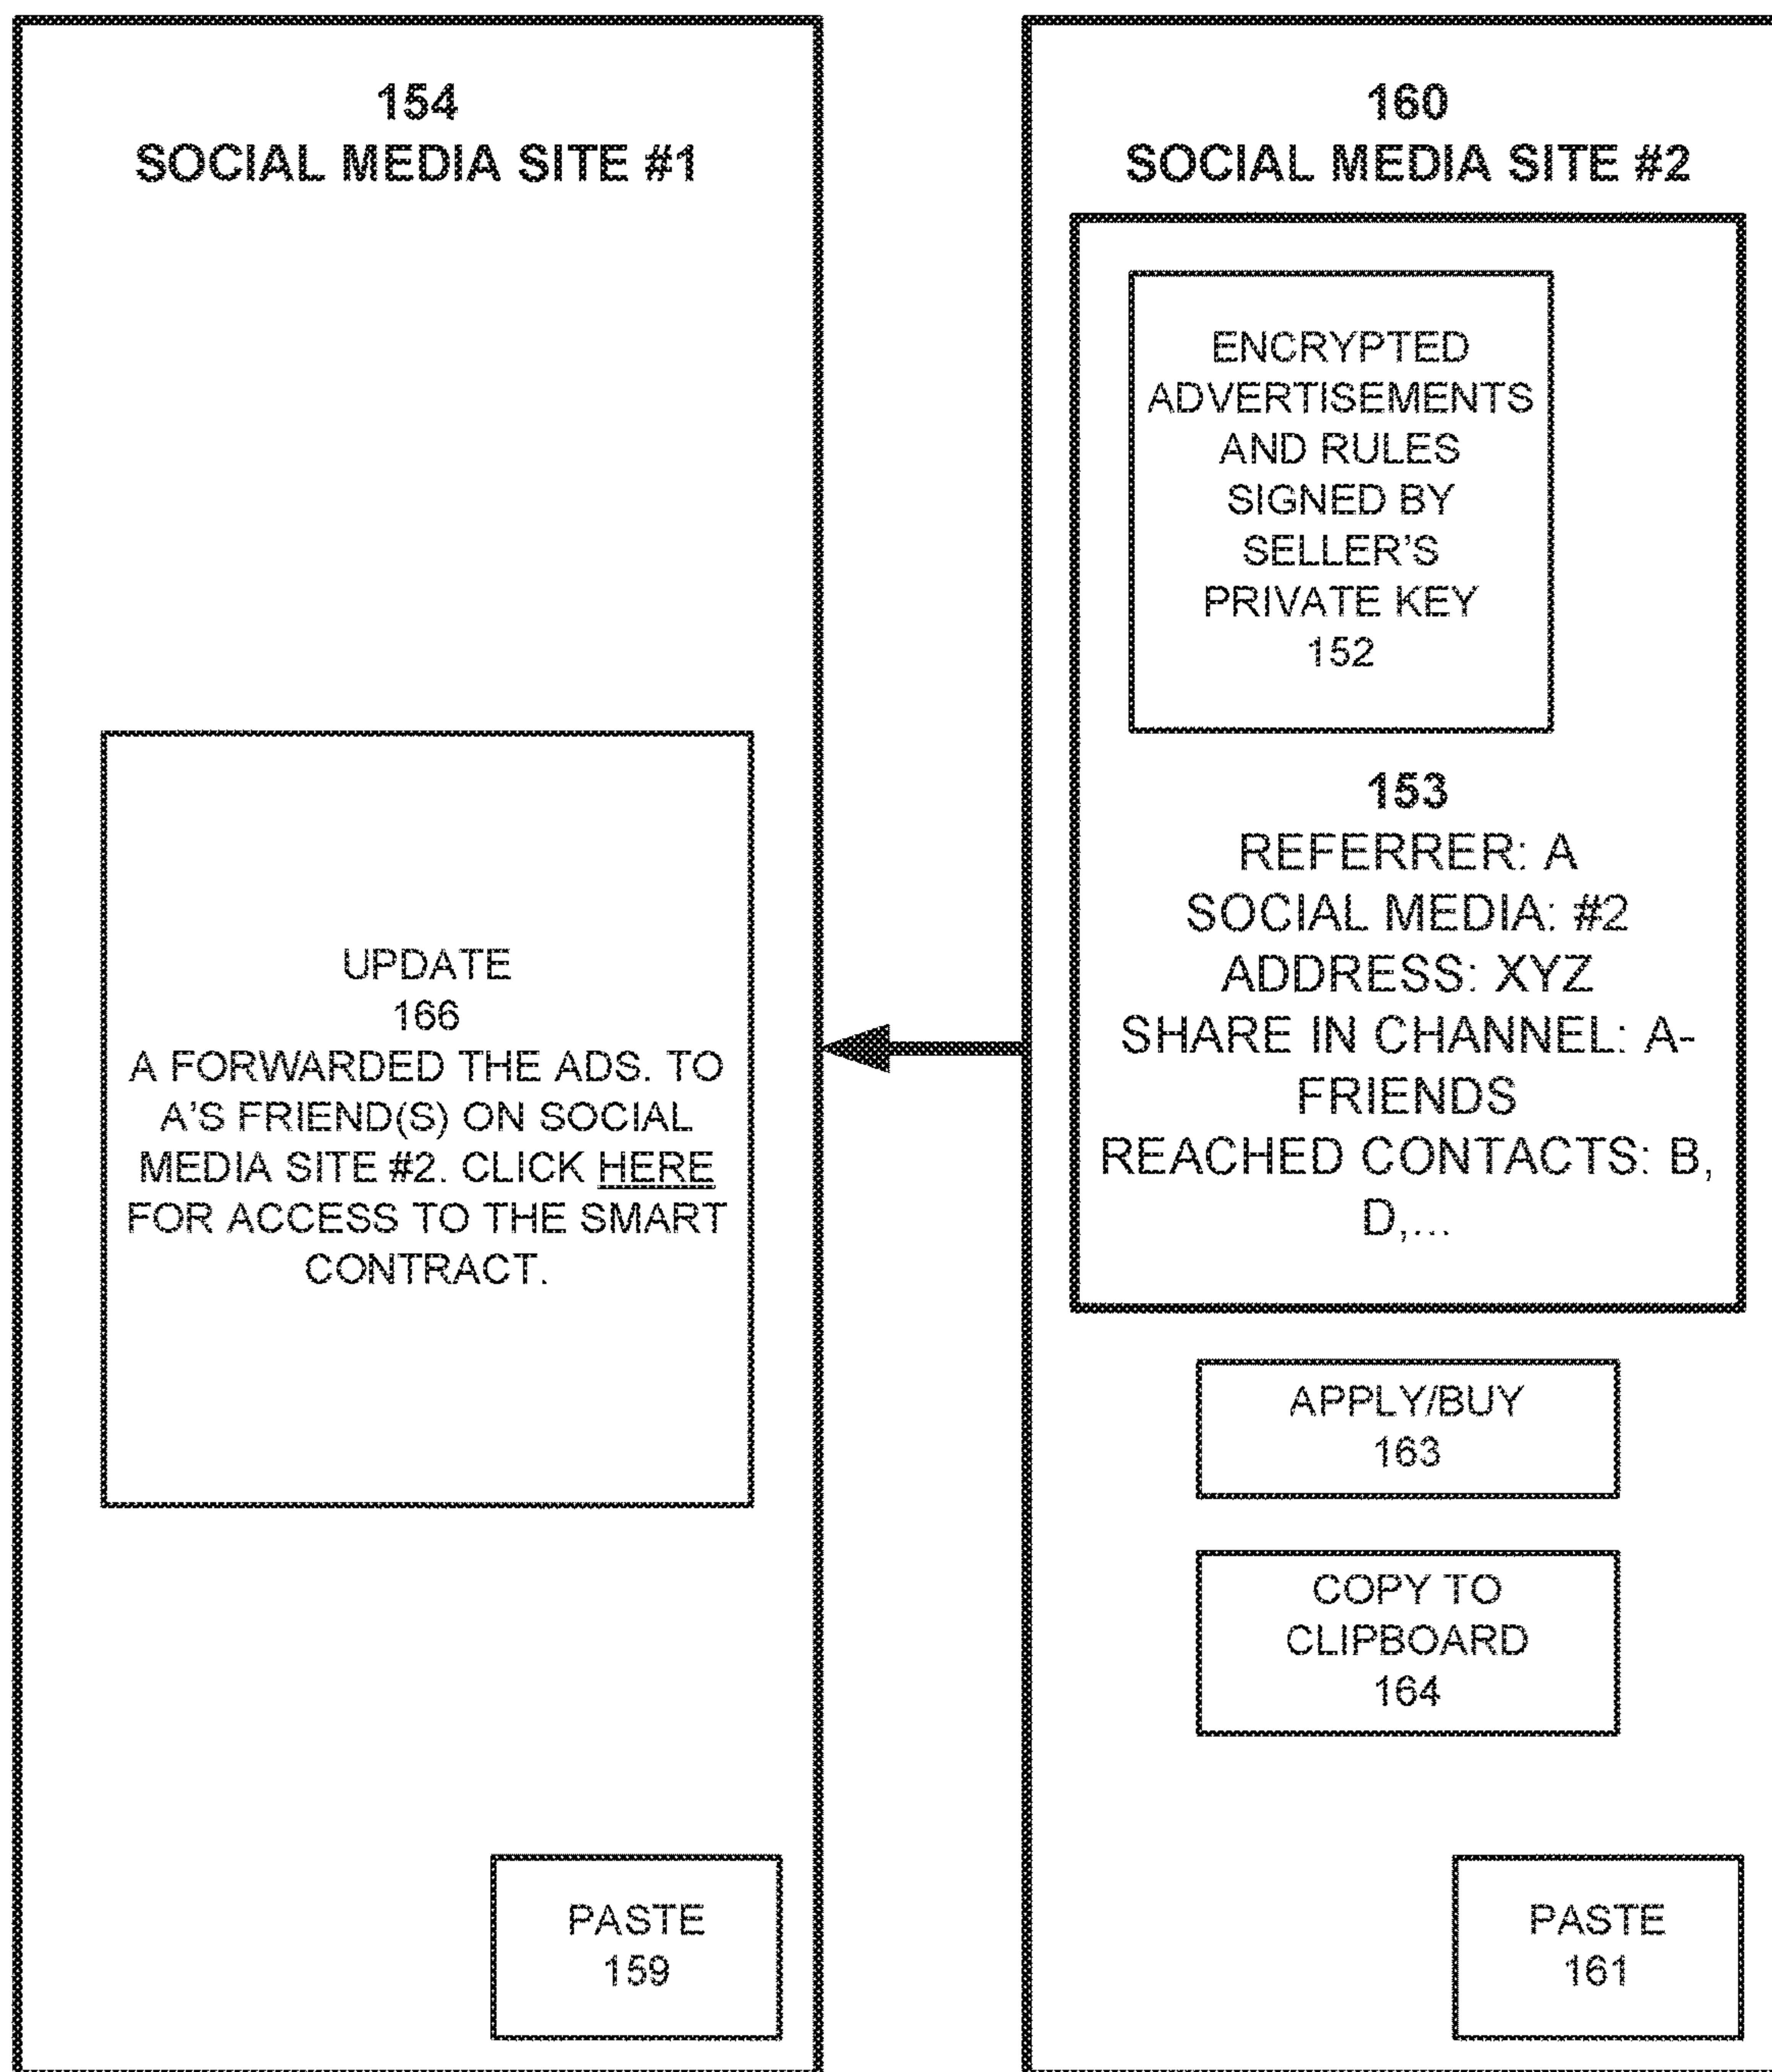 154
SOCIAL MEDIA SITE #1
UPDATE
166
A FORWARDED THE ADS. TO
A'S FRIEND(S) ON SOCIAL
MEDIA SITE #2. CLICK HERE
FOR ACCESS TO THE SMART
CONTRACT.
PASTE
159
160
SOCIAL MEDIA SITE #2
ENCRYPTED
ADVERTISEMENTS
AND RULES
SIGNED BY
SELLER'S
PRIVATE KEY
152
153
REFERRER: A
SOCIAL MEDIA: #2
ADDRESS: XYZ
SHARE IN CHANNEL: A-
FRIENDS
REACHED CONTACTS: B,
D,...
APPLY/BUY
163
COPY TO
CLIPBOARD
164
PASTE
161